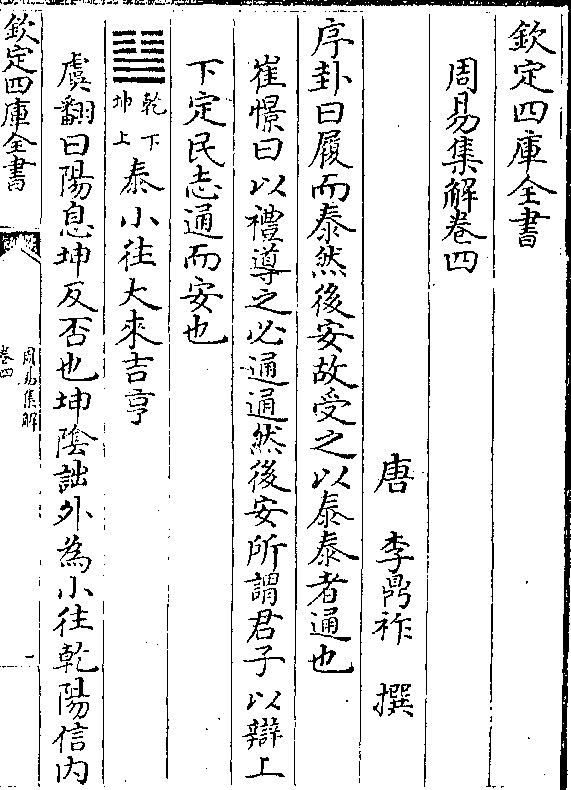 欽定四庫全書
周易集解卷四
唐 李鼎祚 撰
序卦曰履而泰然後安故受之以泰泰者通也
崔憬曰以禮導之必通通然後安所謂君子以辯上
下定民志通而安也
䷊ 乾下坤上 泰小往大來吉亨
虞翻曰陽息坤反否也坤陰詘外為小往乾陽信内
欽定四庫全書
周易集解
卷四
一